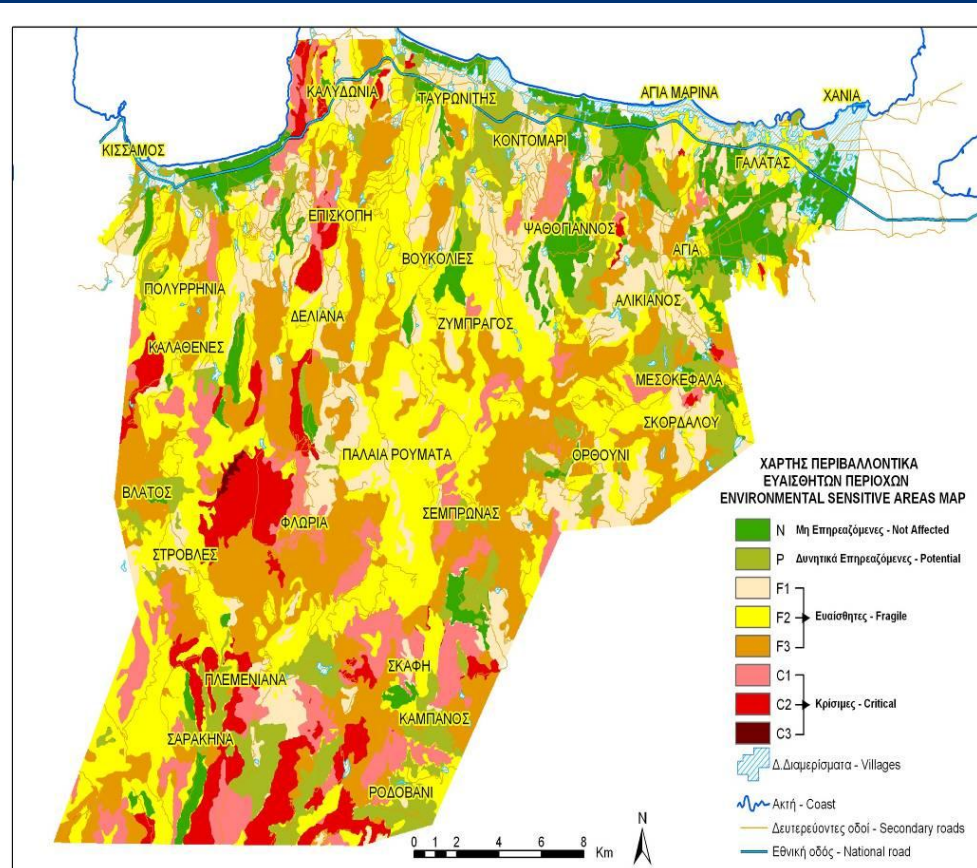 ΚΑΛΥΔΩΝΙΑ
ΤΑΥΡΩΝΙΤΗΣ
ΑΓΙΑ ΜΑΡΙΝΑ
ΧΑΝΙΑ
ΚΙΣΣΑΜΟΣ
ΚΟΝΤΟΜΑΡΙ
ΓΑΛΑΤΑΣ
ΕΠΙΣΚΟΠΗ
ΨΑΘΟΓΙΑΝΝΟΣ
ΑΓΙΑ
ΒΟΥΚΟΛΙΕΣ
ΠΟΛΥΡΡΗΝΙΑ
ΔΕΛΙΑΝΑ
ΖΥΜΠΡΑΓΟΣ
ΑΛΙΚΙΑΝΟΣ
ΚΑΛΑΘΕΝΕΣ
ΜΕΣΟΚΕΦΑΛΑ
ΣΚΟΡΔΑΛΟΥ
ΠΑΛΑΙΑ ΡΟΥΜΑΤΑ
ΟΡΘΟΥΝΙ
ΒΛΑΤΟΣ
ΦΛΩΡΙΑ
ΣΕΜΠΡΩΝΑΣ
ΣΤΡΟΒΛΕΣ
ΣΚΑΦΗ
ΠΛΕΜΕΝΙΑΝΑ
ΚΑΜΠΑΝΟΣ
ΣΑΡΑΚΗΝΑ
ΡΟΔΟΒΑΝΙ
ΧΑΡΤΗΣ ΠΕΡΙΒΑΛΛΟΝΤΙΚΑ
ΕΥΑΙΣΘΗΤΩΝ ΠΕΡΙΟΧΩΝ
ENVIRONMENTAL SENSITIVE AREAS MAP
N Μη Επηρεαζόμενες - Not Affected
P Δυνητικά Επηρεαζόμενες - Potential
F1
F2 Ευαίσθητες - Fragile
F3
C1
C2 Κρίσιμες - Critical
C3
Δ.Διαμερίσματα - Villages
Ακτή - Coast
Δευτερεύοντες οδοί - Secondary roads
Εθνική οδός - National road
N
0 1 2 4 6 8
Km